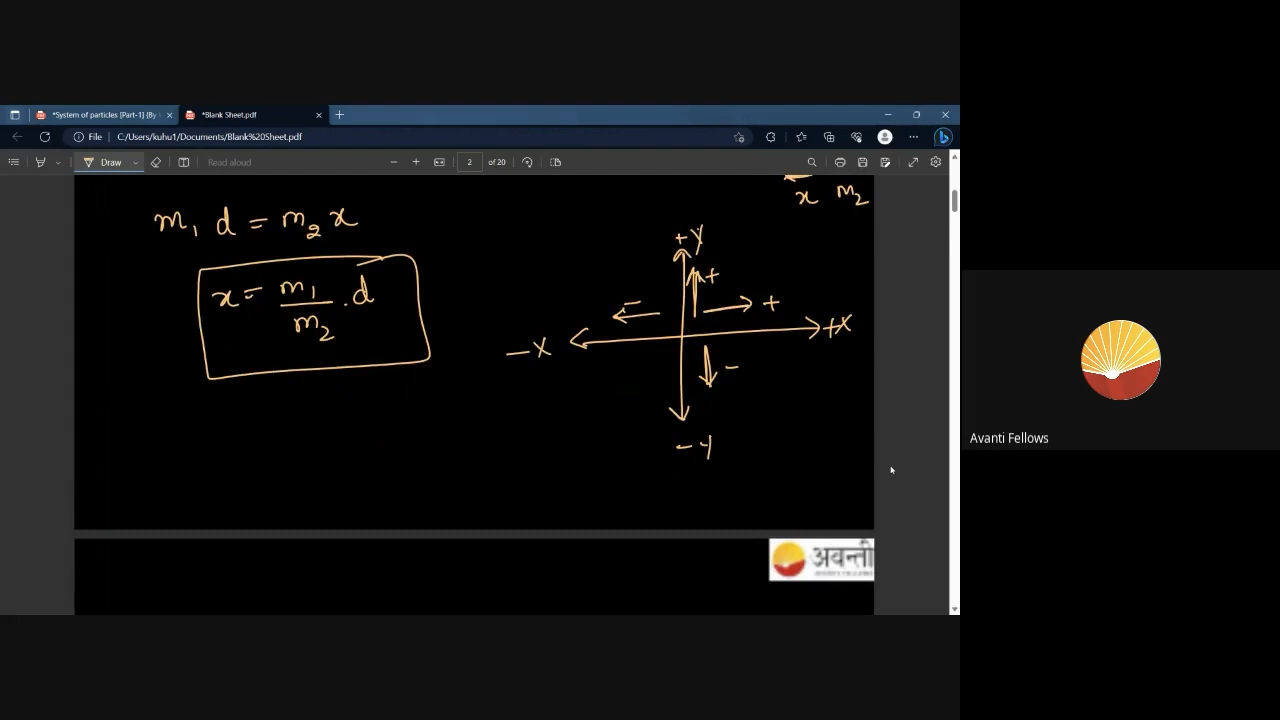 *System of particles [Part-1] (By
*Blank Sheet.pdf
File C:/Users/kuhu1/Documents/Blank%20Sheet.pdf
Draw Read aloud 2 of 20
x m₂
m₁ d = m₂ x
x = m₁/m₂ . d
+y
+
- +
-x +x
-
-y
Avanti Fellows
अवन्ती